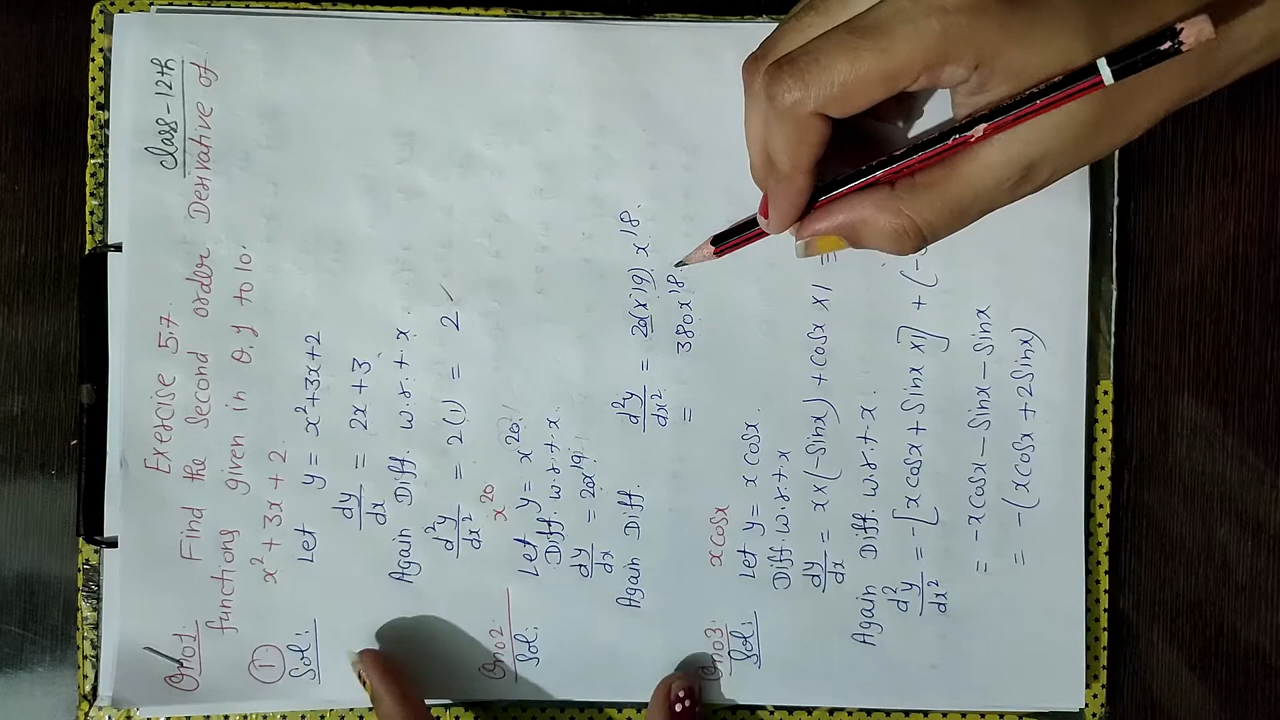 Class-12th
Exercise 5.7
Q.no1. Find the Second order Derivative of
functions given in Q.1 to 10.
① x²+3x+2.
Sol: Let y = x²+3x+2
dy/dx = 2x+3
Again Diff. w.r.t x.
d²y/dx² = 2(1) = 2
Q.no2. x²⁰
Sol: Let y = x²⁰
Diff. w.r.t. x.
dy/dx = 20x¹⁹
Again Diff. d²y/dx² = 20(x19) x¹⁸.
= 380x¹⁸.
Q.no3. x cosx
Sol: Let y = x cosx.
Diff. w.r.t x
dy/dx = x×(-Sinx) + cosx ×1 =
Again Diff. w.r.t x.
d²y/dx² = -[x cosx + Sinx ×1] + (-
= -xcosx - Sinx - Sinx
= -(xcosx + 2Sinx)